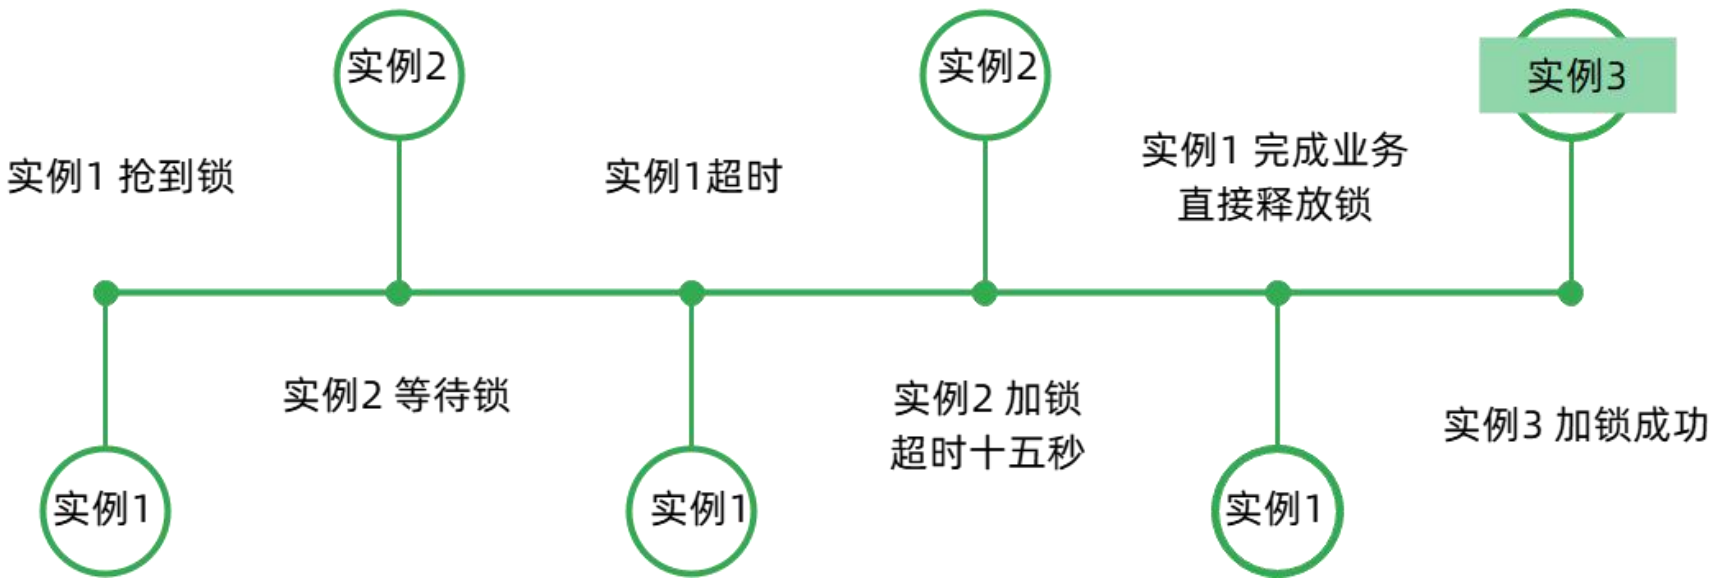 实例2
实例2
实例3
实例1 抢到锁
实例1超时
实例1 完成业务
直接释放锁
实例2 等待锁
实例2 加锁
超时十五秒
实例3 加锁成功
实例1
实例1
实例1